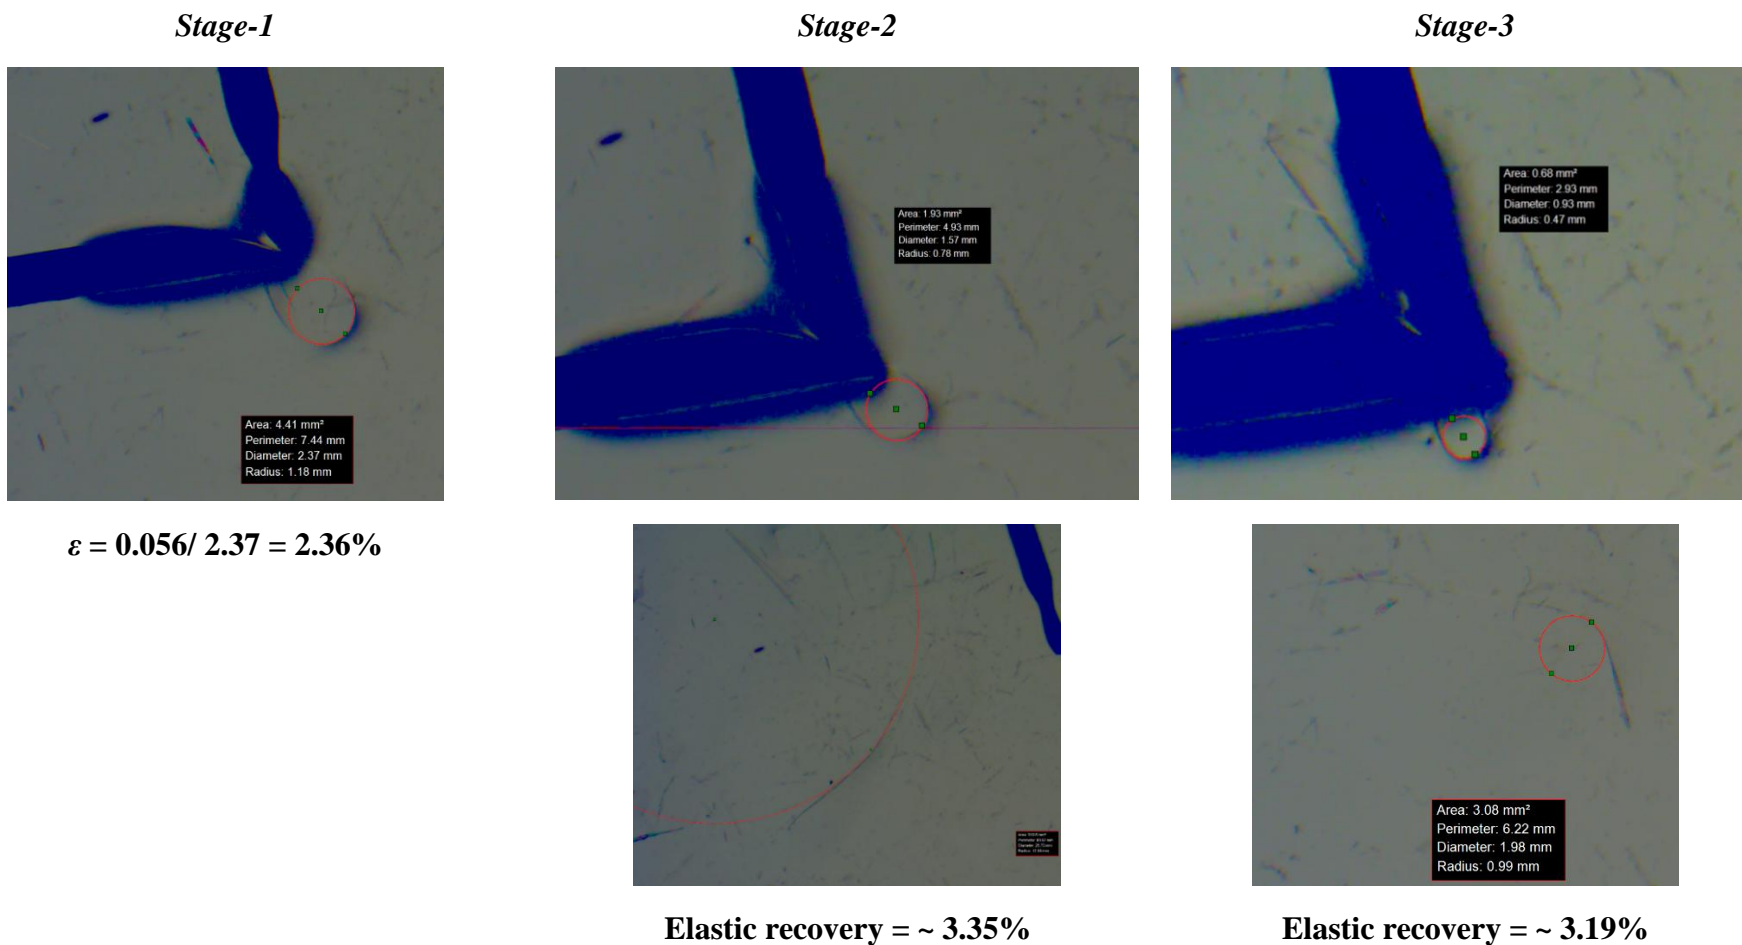 Stage-1
Stage-2
Stage-3
Area: 4.41 mm²
Perimeter: 7.44 mm
Diameter: 2.37 mm
Radius: 1.18 mm
Area: 1.93 mm²
Perimeter: 4.93 mm
Diameter: 1.57 mm
Radius: 0.78 mm
Area: 0.68 mm²
Perimeter: 2.93 mm
Diameter: 0.93 mm
Radius: 0.47 mm
ε = 0.056/ 2.37 = 2.36%
Area: 3.08 mm²
Perimeter: 6.22 mm
Diameter: 1.98 mm
Radius: 0.99 mm
Elastic recovery = ~ 3.35%
Elastic recovery = ~ 3.19%